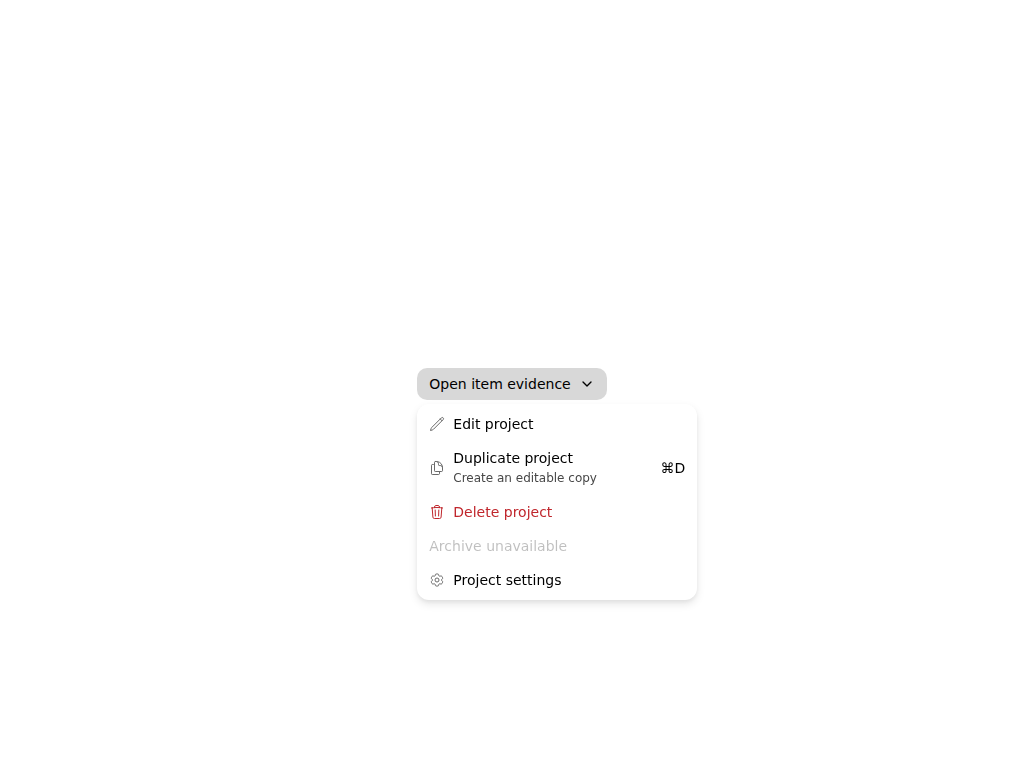 Open item evidence
Edit project
Duplicate project
Create an editable copy
⌘D
Delete project
Archive unavailable
Project settings